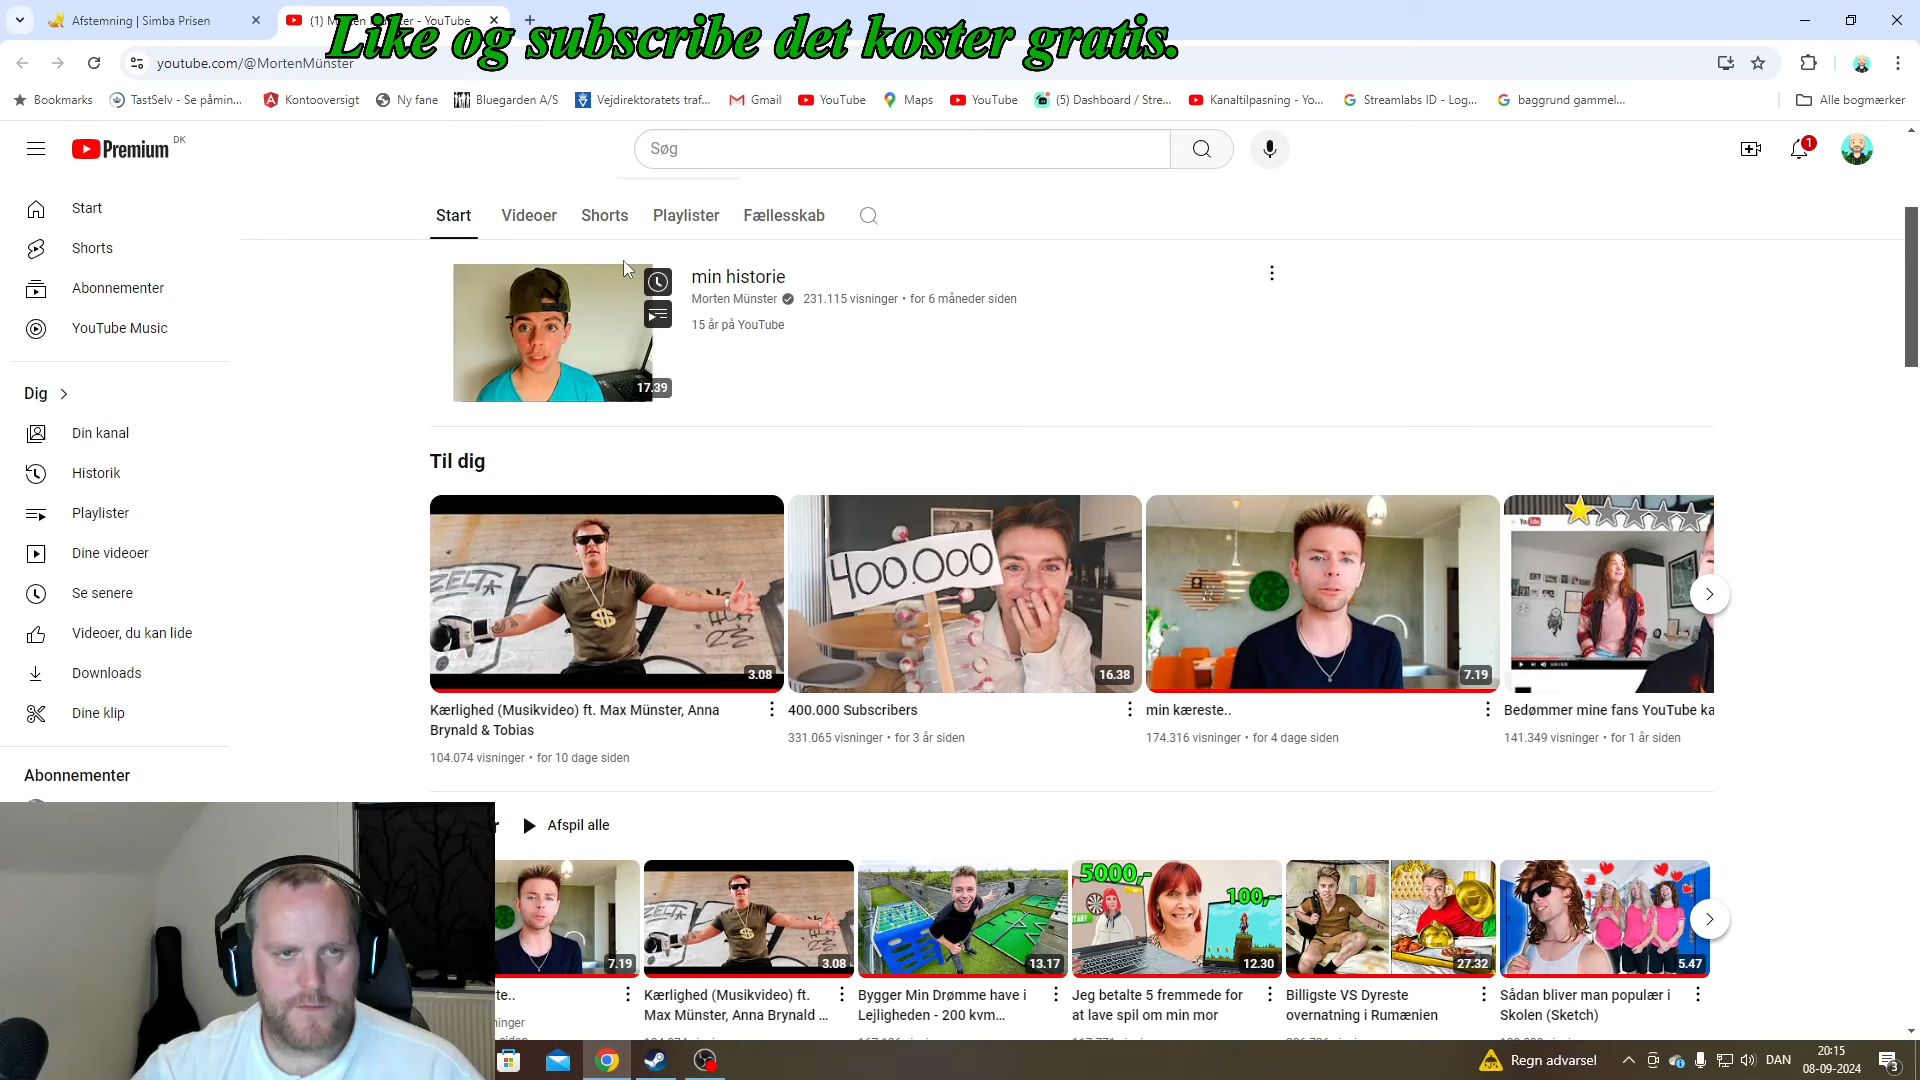 Afstemning | Simba Prisen
Like og subscribe det koster gratis.
youtube.com/@MortenMünster
Bookmarks
TastSelv - Se påmin...
Kontooversigt
Ny fane
Bluegarden A/S
Vejdirektoratets traf...
Gmail
YouTube
Maps
YouTube
(5) Dashboard / Stre...
Kanaltilpasning - Yo...
Streamlabs ID - Log...
baggrund gammel...
Alle bogmærker
Premium DK
Søg
1
Start
Shorts
Abonnementer
YouTube Music
Dig
Din kanal
Historik
Playlister
Dine videoer
Se senere
Videoer, du kan lide
Downloads
Dine klip
Abonnementer
Start
Videoer
Shorts
Playlister
Fællesskab
17.39
min historie
Morten Münster 231.115 visninger • for 6 måneder siden
15 år på YouTube
Til dig
3.08
Kærlighed (Musikvideo) ft. Max Münster, Anna
Brynald & Tobias
104.074 visninger • for 10 dage siden
400.000
16.38
400.000 Subscribers
331.065 visninger • for 3 år siden
7.19
min kæreste..
174.316 visninger • for 4 dage siden
Bedømmer mine fans YouTube ka
141.349 visninger • for 1 år siden
Afspil alle
7.19
te..
3.08
Kærlighed (Musikvideo) ft.
Max Münster, Anna Brynald ...
13.17
Bygger Min Drømme have i
Lejligheden - 200 kvm...
5000,-
100,-
START
12.30
Jeg betalte 5 fremmede for
at lave spil om min mor
27.32
Billigste VS Dyreste
overnatning i Rumænien
5.47
Sådan bliver man populær i
Skolen (Sketch)
Regn advarsel
DAN
20:15
08-09-2024
3